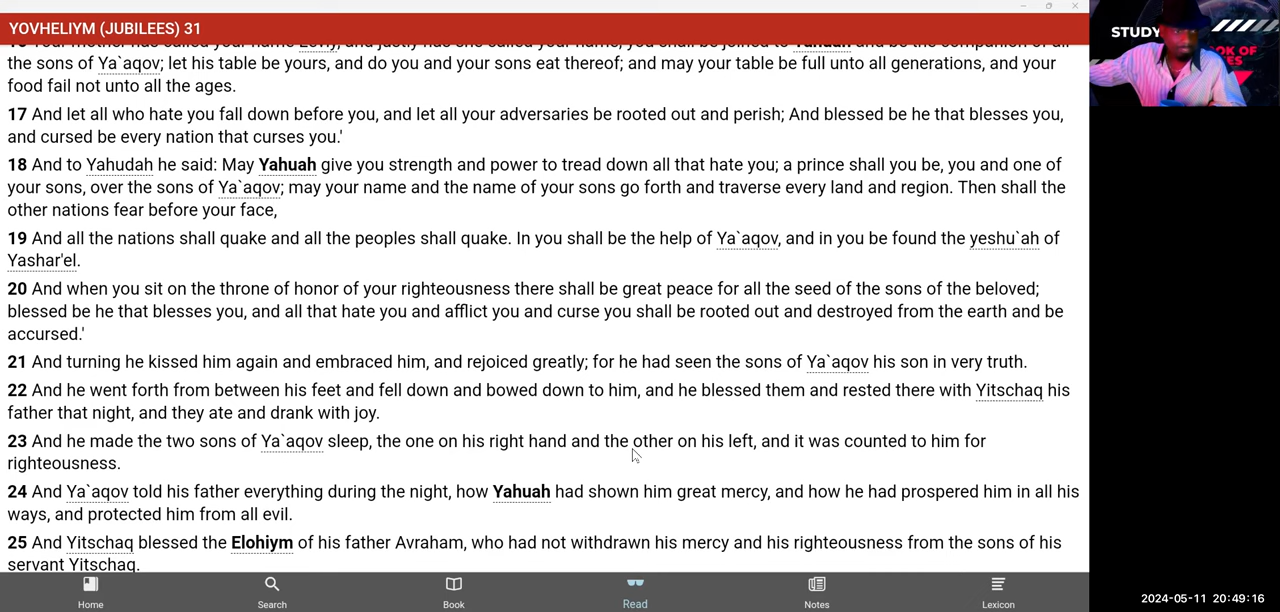 YOVHELIYM (JUBILEES) 31
the sons of Ya`aqov; let his table be yours, and do you and your sons eat thereof; and may your table be full unto all generations, and your
food fail not unto all the ages.
17 And let all who hate you fall down before you, and let all your adversaries be rooted out and perish; And blessed be he that blesses you,
and cursed be every nation that curses you.'
18 And to Yahudah he said: May Yahuah give you strength and power to tread down all that hate you; a prince shall you be, you and one of
your sons, over the sons of Ya`aqov; may your name and the name of your sons go forth and traverse every land and region. Then shall the
other nations fear before your face,
19 And all the nations shall quake and all the peoples shall quake. In you shall be the help of Ya`aqov, and in you be found the yeshu`ah of
Yashar'el.
20 And when you sit on the throne of honor of your righteousness there shall be great peace for all the seed of the sons of the beloved;
blessed be he that blesses you, and all that hate you and afflict you and curse you shall be rooted out and destroyed from the earth and be
accursed.'
21 And turning he kissed him again and embraced him, and rejoiced greatly; for he had seen the sons of Ya`aqov his son in very truth.
22 And he went forth from between his feet and fell down and bowed down to him, and he blessed them and rested there with Yitschaq his
father that night, and they ate and drank with joy.
23 And he made the two sons of Ya`aqov sleep, the one on his right hand and the other on his left, and it was counted to him for
righteousness.
24 And Ya`aqov told his father everything during the night, how Yahuah had shown him great mercy, and how he had prospered him in all his
ways, and protected him from all evil.
25 And Yitschaq blessed the Elohiym of his father Avraham, who had not withdrawn his mercy and his righteousness from the sons of his
servant Yitschaq.
Home Search Book Read Notes Lexicon
STUDY
OK OF
2024-05-11 20:49:16